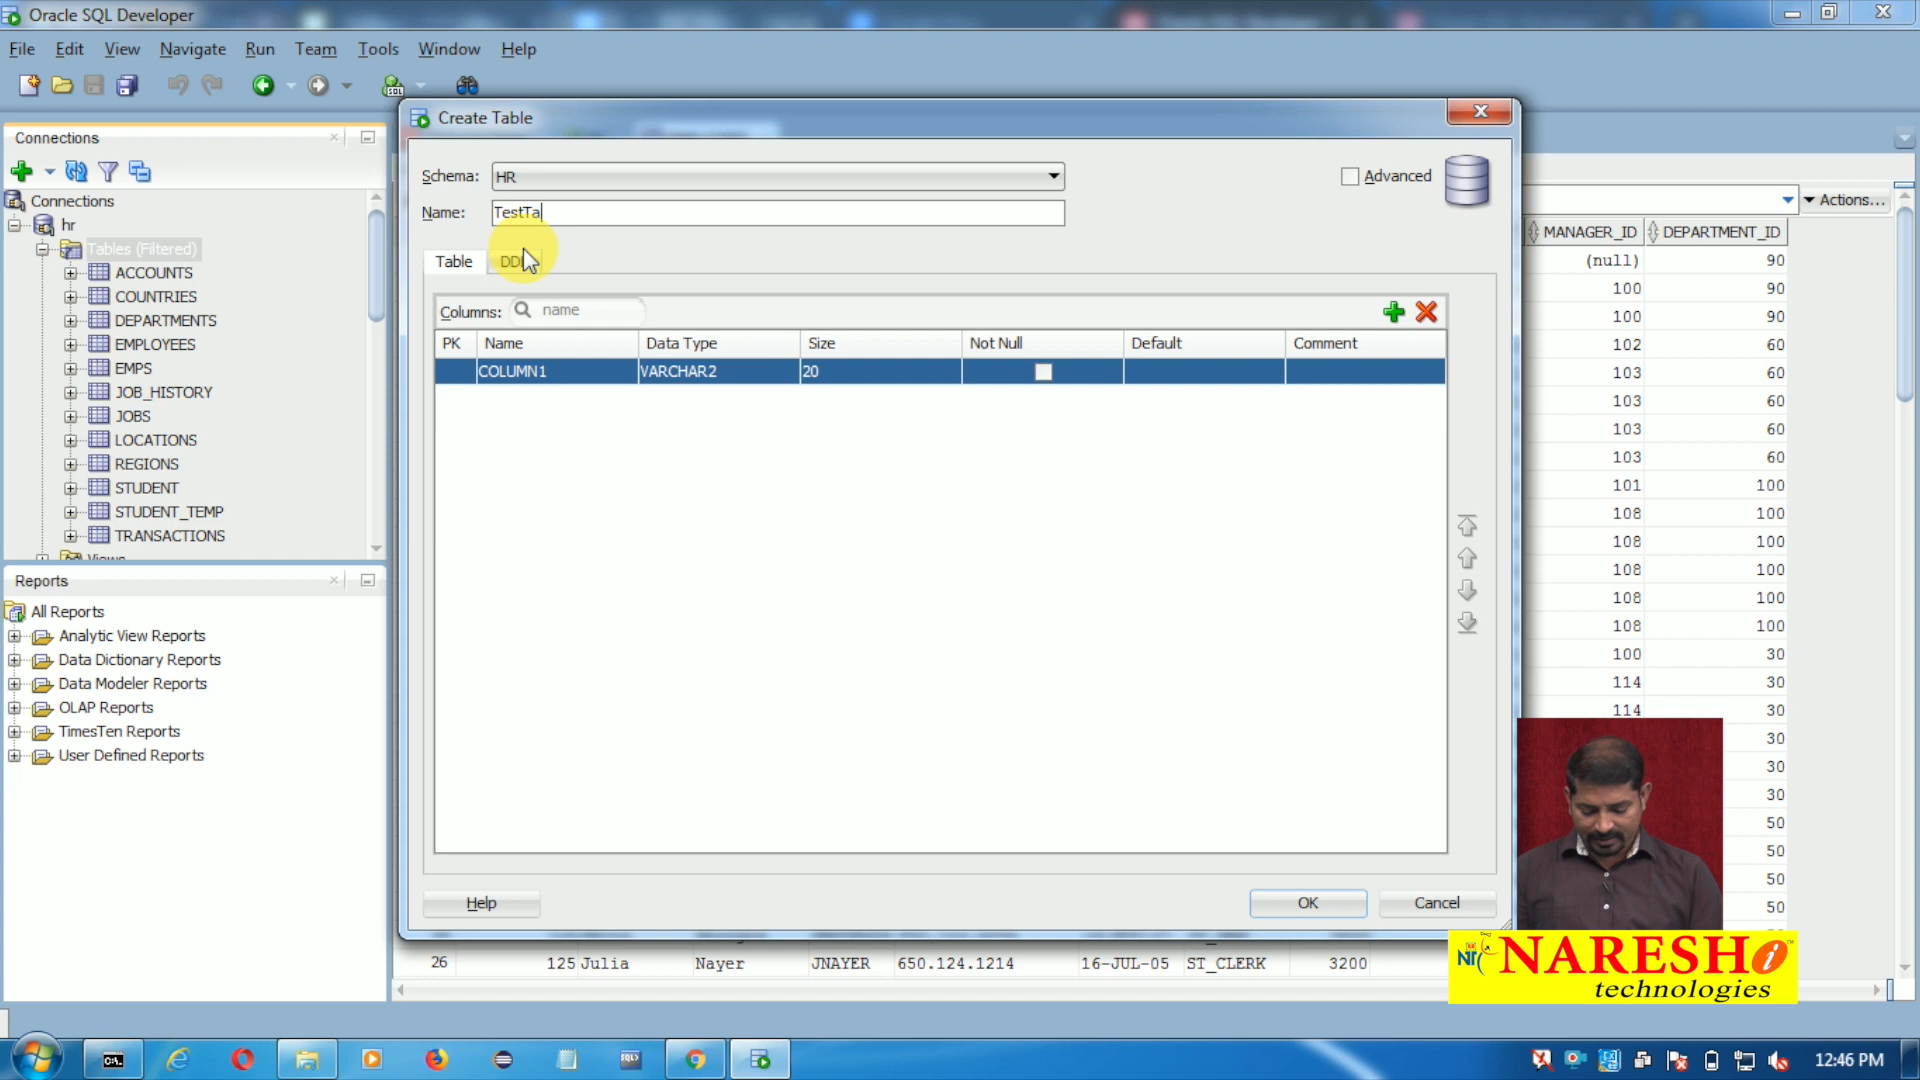 Oracle SQL Developer
File Edit View Navigate Run Team Tools Window Help
Connections
Connections
hr
Tables (Filtered)
ACCOUNTS
COUNTRIES
DEPARTMENTS
EMPLOYEES
EMPS
JOB_HISTORY
JOBS
LOCATIONS
REGIONS
STUDENT
STUDENT_TEMP
TRANSACTIONS
Views
Reports
All Reports
Analytic View Reports
Data Dictionary Reports
Data Modeler Reports
OLAP Reports
TimesTen Reports
User Defined Reports
Create Table
Schema: HR
Advanced
Name: TestTa
Table DD
Columns: name
PK Name Data Type Size Not Null Default Comment
COLUMN1 VARCHAR2 20
Help OK Cancel
Actions...
MANAGER_ID DEPARTMENT_ID
(null) 90
100 90
100 90
102 60
103 60
103 60
103 60
103 60
101 100
108 100
108 100
108 100
108 100
108 100
100 30
114 30
114 30
30
30
30
50
50
50
50
26 125 Julia Nayer JNAYER 650.124.1214 16-JUL-05 ST_CLERK 3200
NARESH i
technologies
12:46 PM